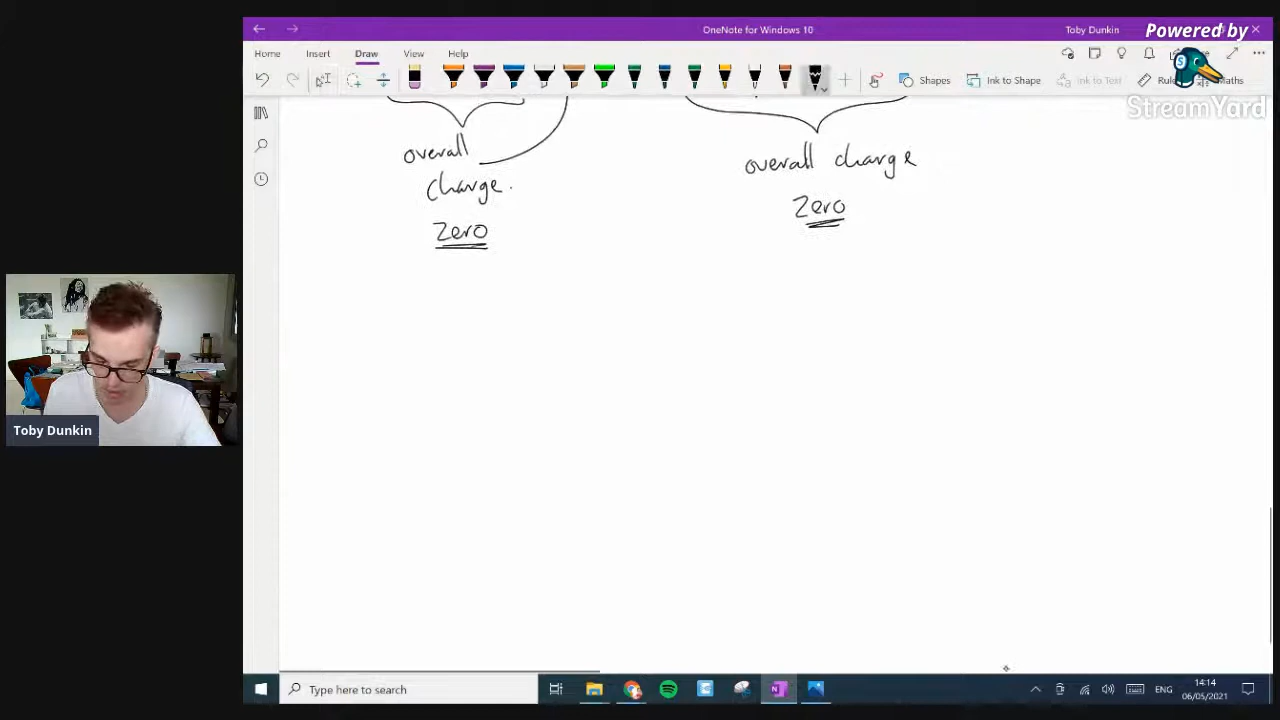 OneNote for Windows 10
Toby Dunkin
Powered by
StreamYard
Home Insert Draw View Help
Shapes Ink to Shape Ink to Text Maths
overall
charge.
Zero
overall charge
Zero
Toby Dunkin
Type here to search
ENG
14:14
06/05/2021